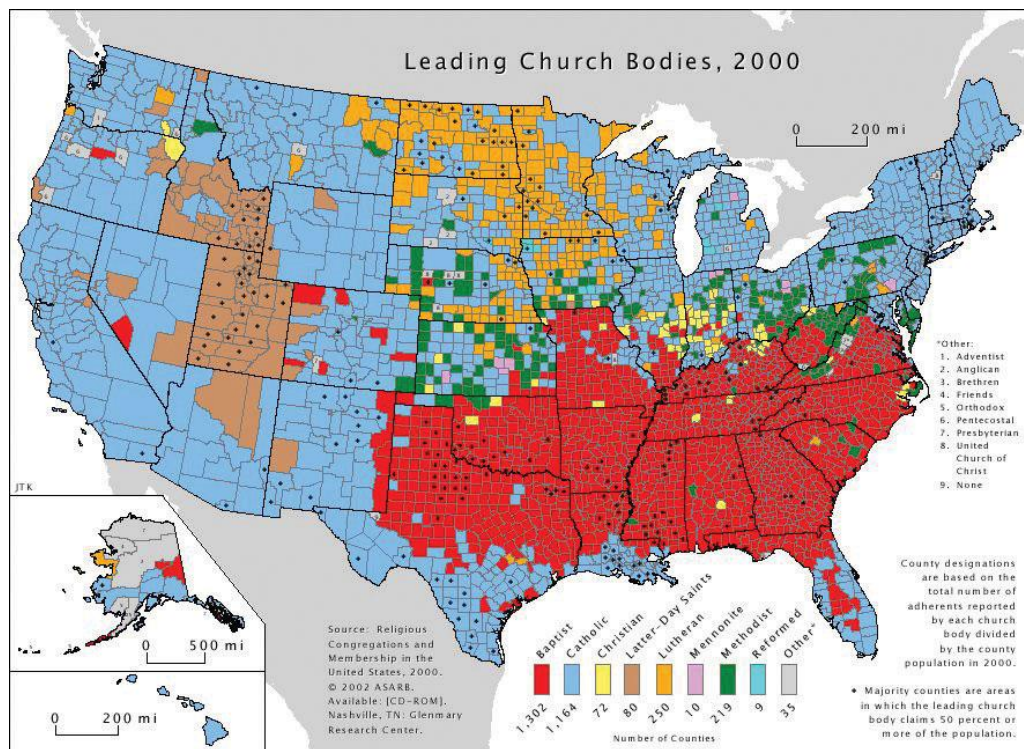 Leading Church Bodies, 2000
0 200 mi
*Other:
1. Adventist
2. Anglican
3. Brethren
4. Friends
5. Orthodox
6. Pentecostal
7. Presbyterian
8. United
Church of
Christ
9. None
JTK
0 500 mi
0 200 mi
Source: Religious
Congregations and
Membership in the
United States, 2000.
© 2002 ASARB.
Available: [CD-ROM].
Nashville, TN: Glenmary
Research Center.
Baptist
Catholic
Christian
Latter-Day Saints
Lutheran
Mennonite
Methodist
Reformed
Other*
1,302
1,164
72
80
250
10
219
9
35
Number of Counties
County designations
are based on the
total number of
adherents reported
by each church
body divided
by the county
population in 2000.
Majority counties are areas
in which the leading church
body claims 50 percent or
more of the population.